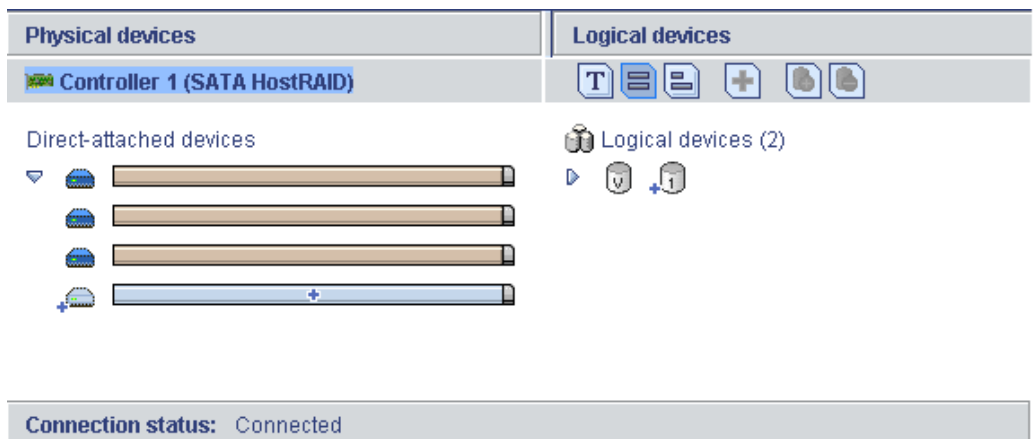 Physical devices
Logical devices
Controller 1 (SATA HostRAID)
T
Direct-attached devices
Logical devices (2)
V
1
Connection status: Connected